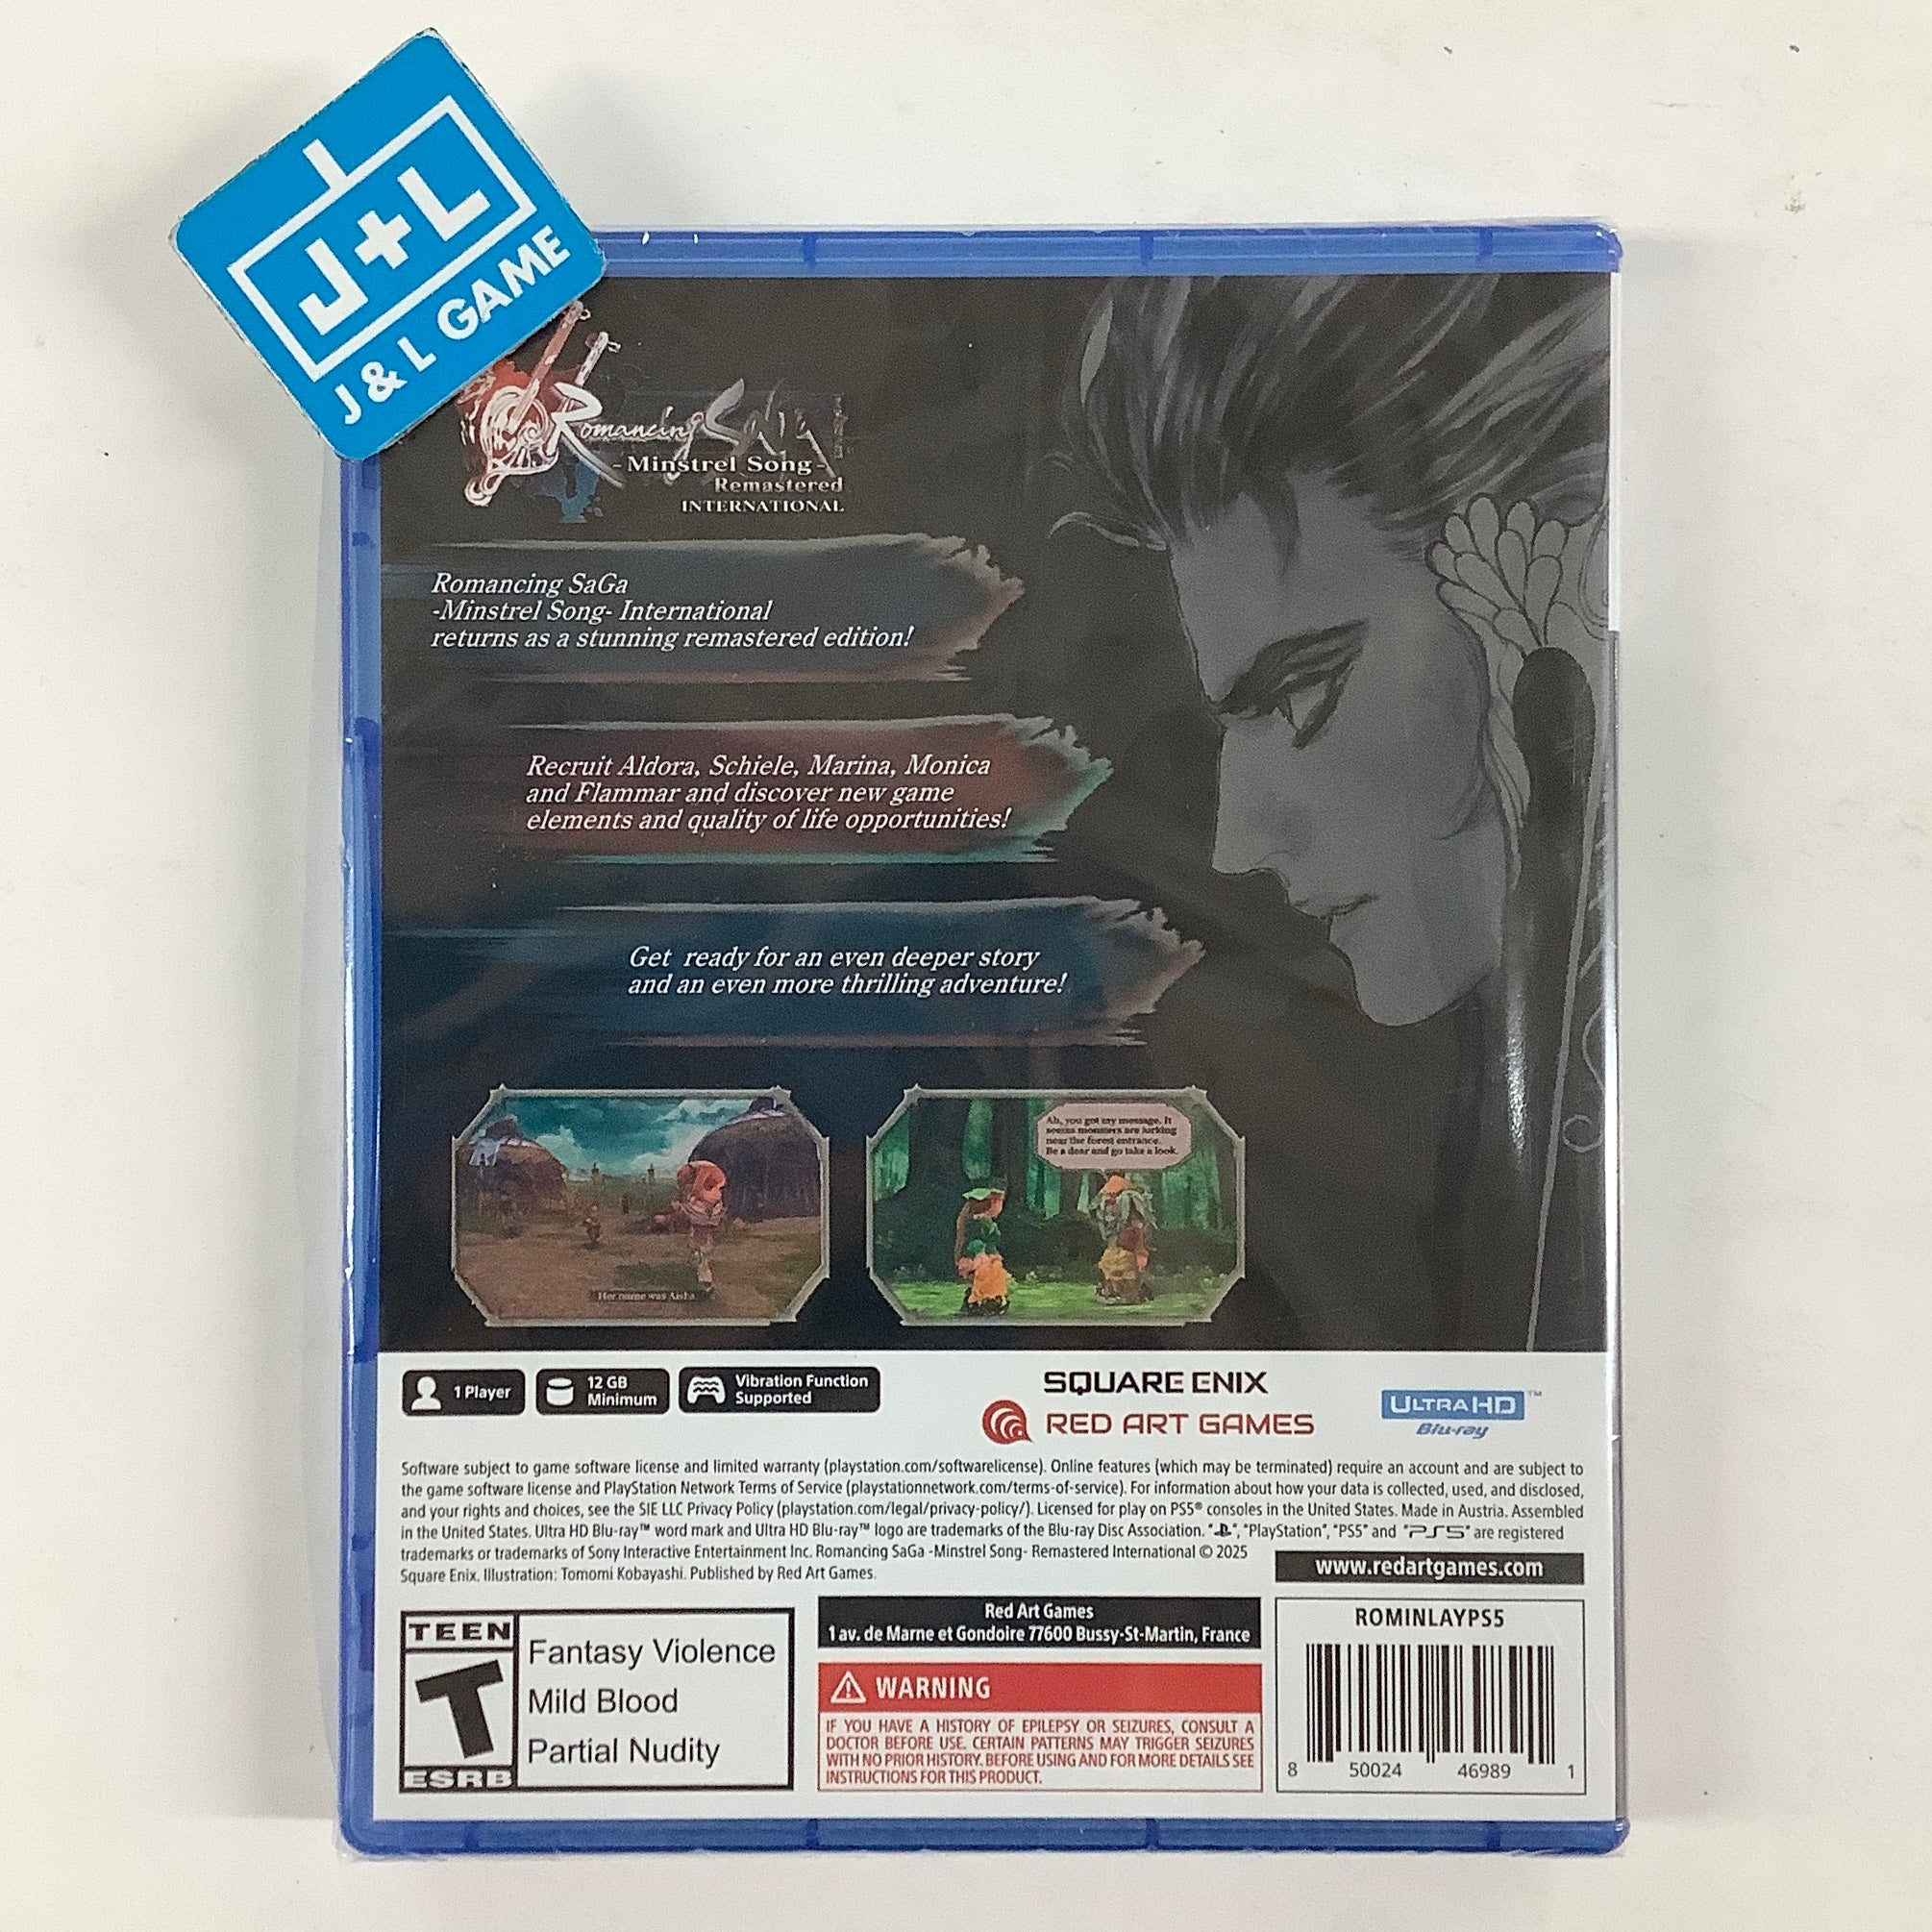 J+L
J & L GAME
Romancing SaGa
-Minstrel Song-
Remastered
INTERNATIONAL
Romancing SaGa
-Minstrel Song- International
returns as a stunning remastered edition!
Recruit Aldora, Schiele, Marina, Monica
and Flammar and discover new game
elements and quality of life opportunities!
Get ready for an even deeper story
and an even more thrilling adventure!
Her name was Aisha.
Ah, you got my message. It
seems monsters are lurking
near the forest entrance.
Be a dear and go take a look.
1 Player
12 GB
Minimum
Vibration Function
Supported
SQUARE ENIX
RED ART GAMES
ULTRA HD™
Blu-ray
Software subject to game software license and limited warranty (playstation.com/softwarelicense). Online features (which may be terminated) require an account and are subject to
the game software license and PlayStation Network Terms of Service (playstationnetwork.com/terms-of-service). For information about how your data is collected, used, and disclosed,
and your rights and choices, see the SIE LLC Privacy Policy (playstation.com/legal/privacy-policy/). Licensed for play on PS5® consoles in the United States. Made in Austria. Assembled
in the United States. Ultra HD Blu-ray™ word mark and Ultra HD Blu-ray™ logo are trademarks of the Blu-ray Disc Association. "", "PlayStation", "PS5" and "PS5" are registered
trademarks or trademarks of Sony Interactive Entertainment Inc. Romancing SaGa -Minstrel Song- Remastered International © 2025
Square Enix. Illustration: Tomomi Kobayashi. Published by Red Art Games.
www.redartgames.com
TEEN
T
ESRB
Fantasy Violence
Mild Blood
Partial Nudity
Red Art Games
1 av. de Marne et Gondoire 77600 Bussy-St-Martin, France
WARNING
IF YOU HAVE A HISTORY OF EPILEPSY OR SEIZURES, CONSULT A
DOCTOR BEFORE USE. CERTAIN PATTERNS MAY TRIGGER SEIZURES
WITH NO PRIOR HISTORY. BEFORE USING AND FOR MORE DETAILS SEE
INSTRUCTIONS FOR THIS PRODUCT.
ROMINLAYPS5
8 50024 46989 1